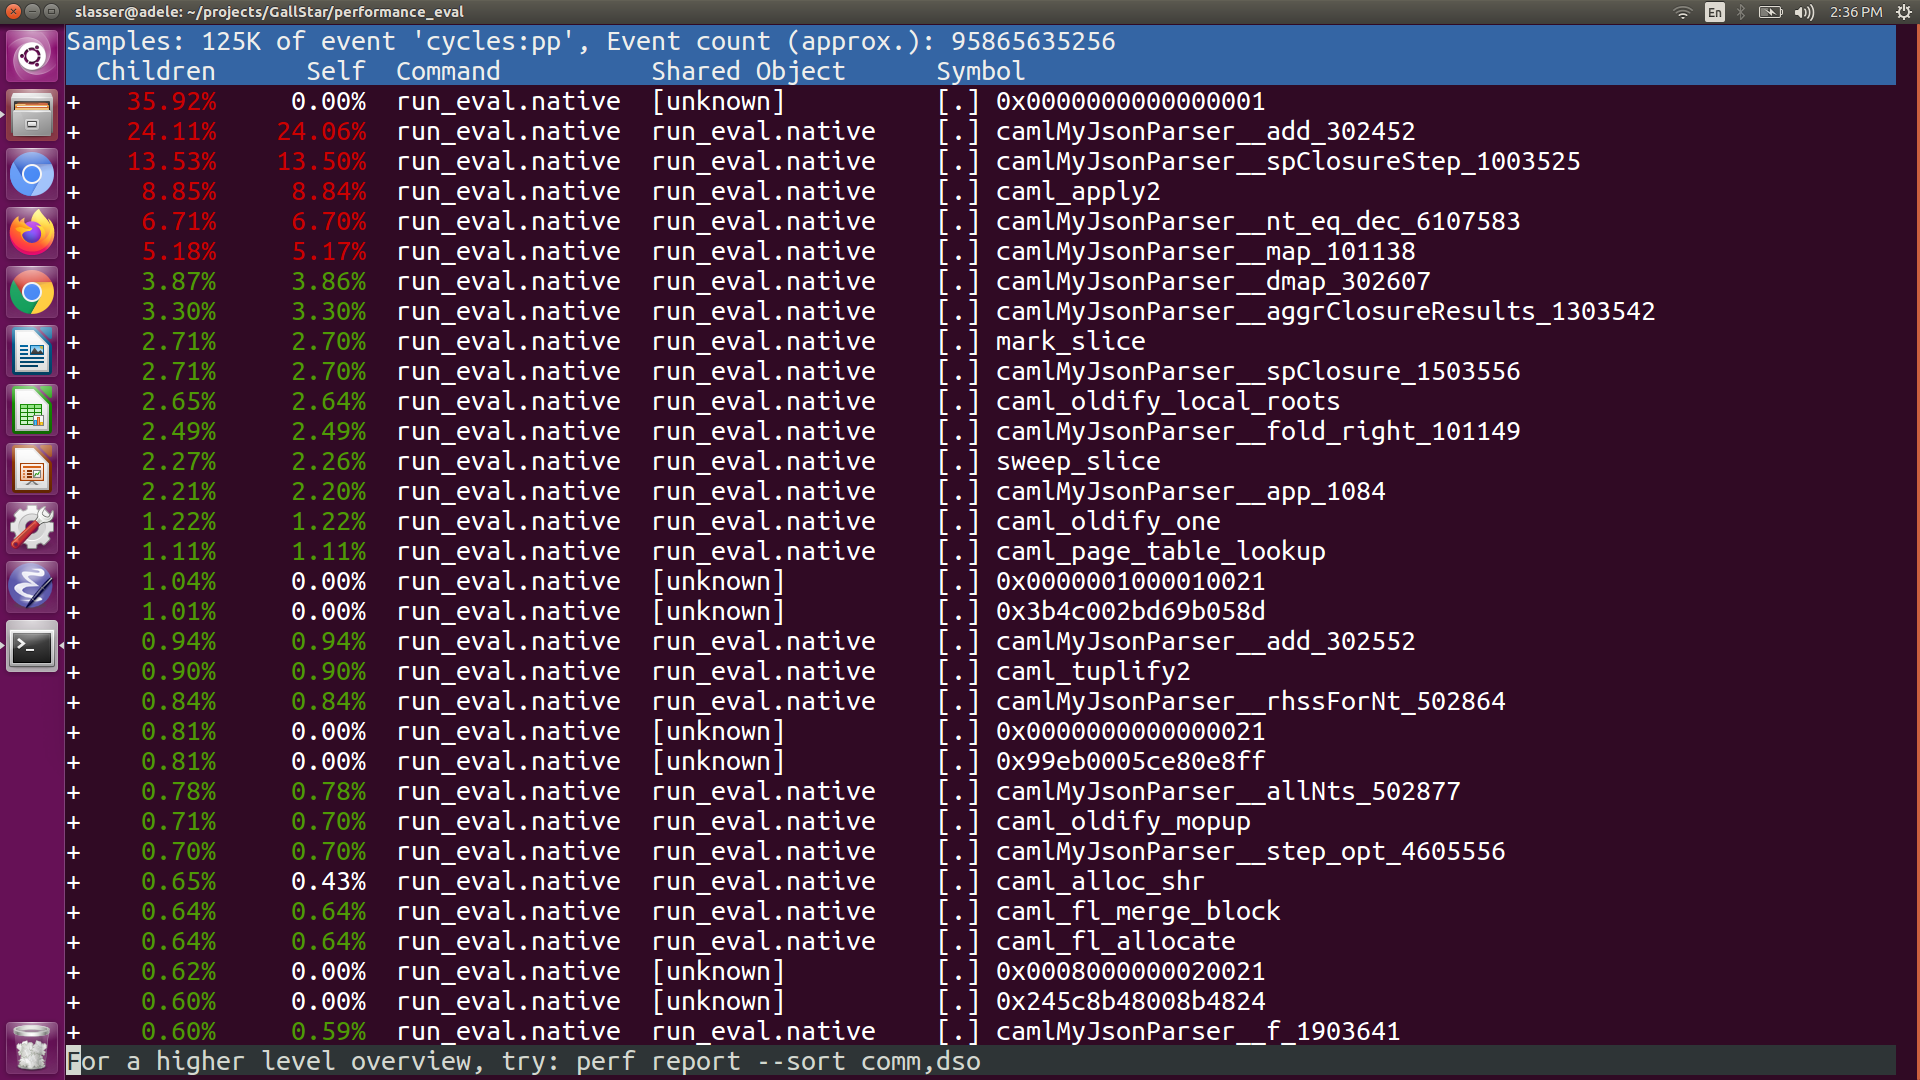 slasser@adele: ~/projects/GallStar/performance_eval En 2:36 PM
Samples: 125K of event 'cycles:pp', Event count (approx.): 95865635256
Children Self Command Shared Object Symbol
+ 35.92% 0.00% run_eval.native [unknown] [.] 0x0000000000000001
+ 24.11% 24.06% run_eval.native run_eval.native [.] camlMyJsonParser__add_302452
+ 13.53% 13.50% run_eval.native run_eval.native [.] camlMyJsonParser__spClosureStep_1003525
+ 8.85% 8.84% run_eval.native run_eval.native [.] caml_apply2
+ 6.71% 6.70% run_eval.native run_eval.native [.] camlMyJsonParser__nt_eq_dec_6107583
+ 5.18% 5.17% run_eval.native run_eval.native [.] camlMyJsonParser__map_101138
+ 3.87% 3.86% run_eval.native run_eval.native [.] camlMyJsonParser__dmap_302607
+ 3.30% 3.30% run_eval.native run_eval.native [.] camlMyJsonParser__aggrClosureResults_1303542
+ 2.71% 2.70% run_eval.native run_eval.native [.] mark_slice
+ 2.71% 2.70% run_eval.native run_eval.native [.] camlMyJsonParser__spClosure_1503556
+ 2.65% 2.64% run_eval.native run_eval.native [.] caml_oldify_local_roots
+ 2.49% 2.49% run_eval.native run_eval.native [.] camlMyJsonParser__fold_right_101149
+ 2.27% 2.26% run_eval.native run_eval.native [.] sweep_slice
+ 2.21% 2.20% run_eval.native run_eval.native [.] camlMyJsonParser__app_1084
+ 1.22% 1.22% run_eval.native run_eval.native [.] caml_oldify_one
+ 1.11% 1.11% run_eval.native run_eval.native [.] caml_page_table_lookup
+ 1.04% 0.00% run_eval.native [unknown] [.] 0x0000001000010021
+ 1.01% 0.00% run_eval.native [unknown] [.] 0x3b4c002bd69b058d
+ 0.94% 0.94% run_eval.native run_eval.native [.] camlMyJsonParser__add_302552
+ 0.90% 0.90% run_eval.native run_eval.native [.] caml_tuplify2
+ 0.84% 0.84% run_eval.native run_eval.native [.] camlMyJsonParser__rhssForNt_502864
+ 0.81% 0.00% run_eval.native [unknown] [.] 0x0000000000000021
+ 0.81% 0.00% run_eval.native [unknown] [.] 0x99eb0005ce80e8ff
+ 0.78% 0.78% run_eval.native run_eval.native [.] camlMyJsonParser__allNts_502877
+ 0.71% 0.70% run_eval.native run_eval.native [.] caml_oldify_mopup
+ 0.70% 0.70% run_eval.native run_eval.native [.] camlMyJsonParser__step_opt_4605556
+ 0.65% 0.43% run_eval.native run_eval.native [.] caml_alloc_shr
+ 0.64% 0.64% run_eval.native run_eval.native [.] caml_fl_merge_block
+ 0.64% 0.64% run_eval.native run_eval.native [.] caml_fl_allocate
+ 0.62% 0.00% run_eval.native [unknown] [.] 0x0008000000020021
+ 0.60% 0.00% run_eval.native [unknown] [.] 0x245c8b48008b4824
+ 0.60% 0.59% run_eval.native run_eval.native [.] camlMyJsonParser__f_1903641
For a higher level overview, try: perf report --sort comm,dso